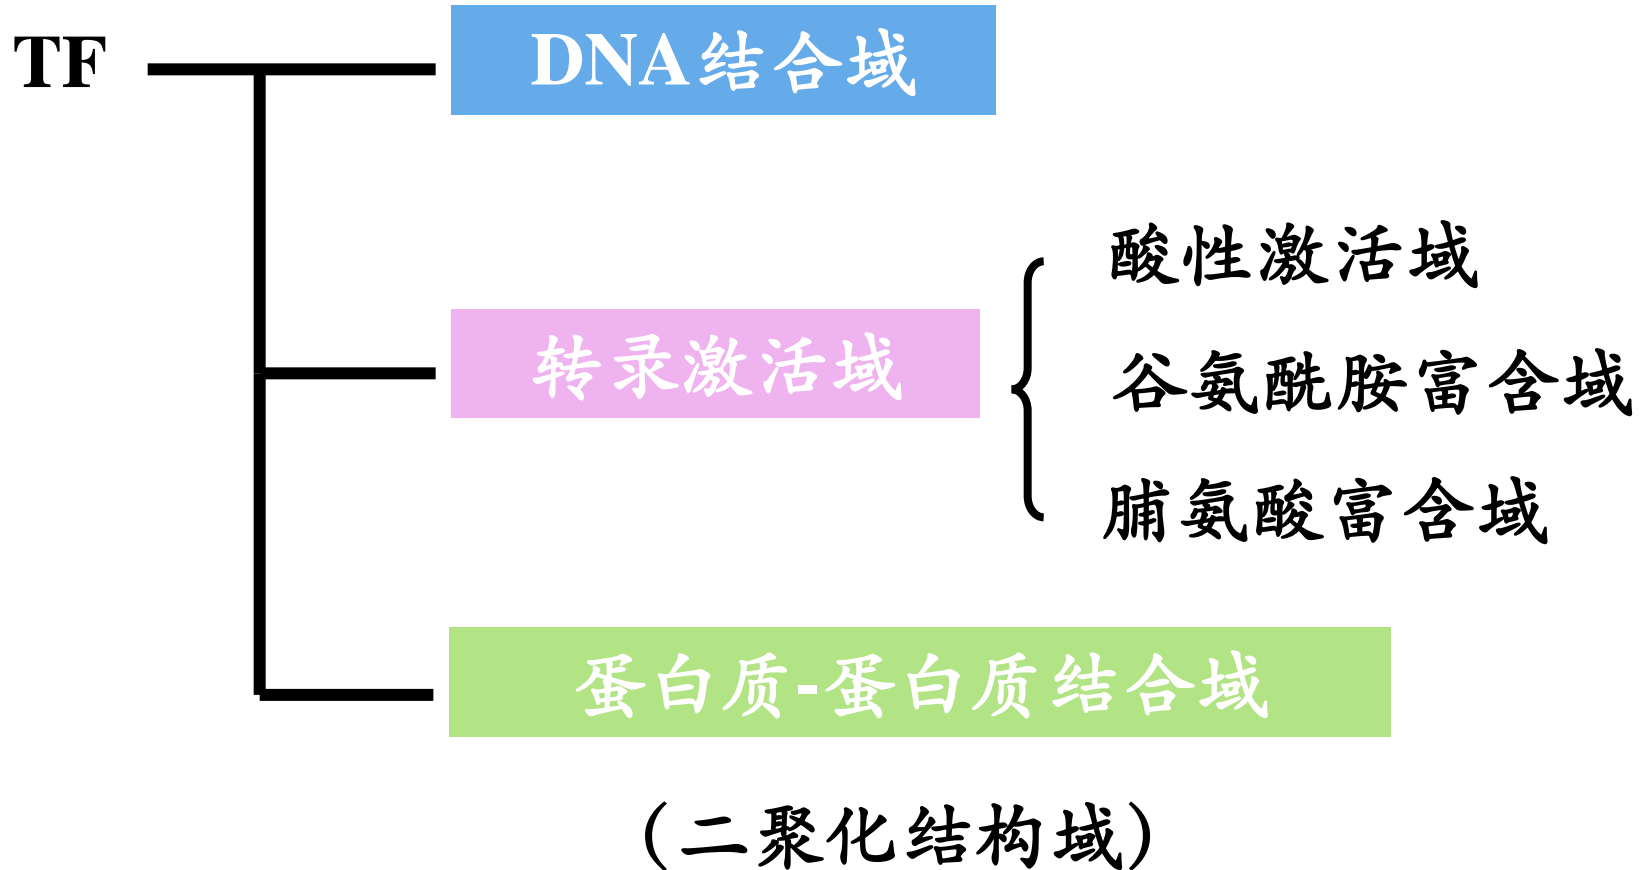 TF
DNA结合域
转录激活域
酸性激活域
谷氨酰胺富含域
脯氨酸富含域
蛋白质-蛋白质结合域
（二聚化结构域）